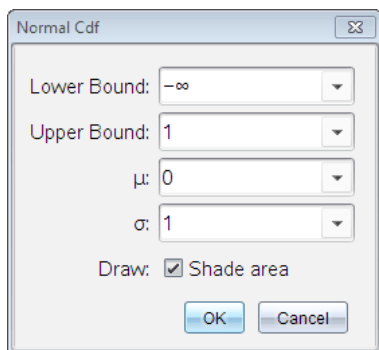 Normal Cdf
Lower Bound: -∞
Upper Bound: 1
μ: 0
σ: 1
Draw: Shade area
OK Cancel